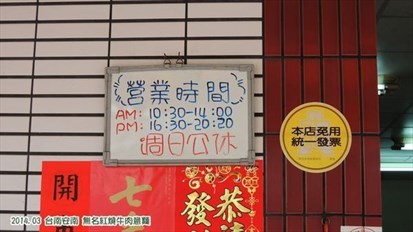 營業時間
AM: 10:30-14:00
PM: 16:30-20:20
週日公休
本店免用
統一發票
開
七
恭
發
2014.03 台南安南 無名紅燒牛肉鍋麵